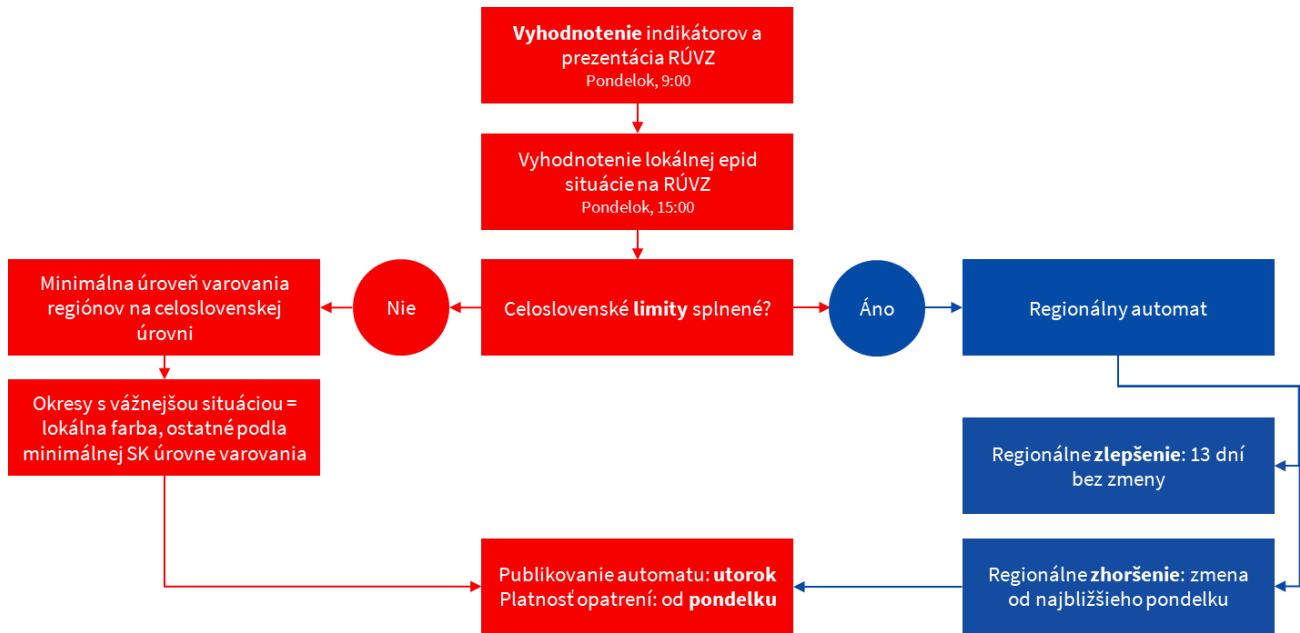 Vyhodnotenie indikátorov a
prezentácia RÚVZ
Pondelok, 9:00
Vyhodnotenie lokálnej epid
situácie na RÚVZ
Pondelok, 15:00
Minimálna úroveň varovania
regiónov na celoslovenskej
úrovni
Nie
Celoslovenské limity splnené?
Áno
Regionálny automat
Okresy s vážnejšou situáciou =
lokálna farba, ostatné podla
minimálnej SK úrovne varovania
Regionálne zlepšenie: 13 dní
bez zmeny
Publikovanie automatu: utorok
Platnosť opatrení: od pondelku
Regionálne zhoršenie: zmena
od najbližšieho pondelku